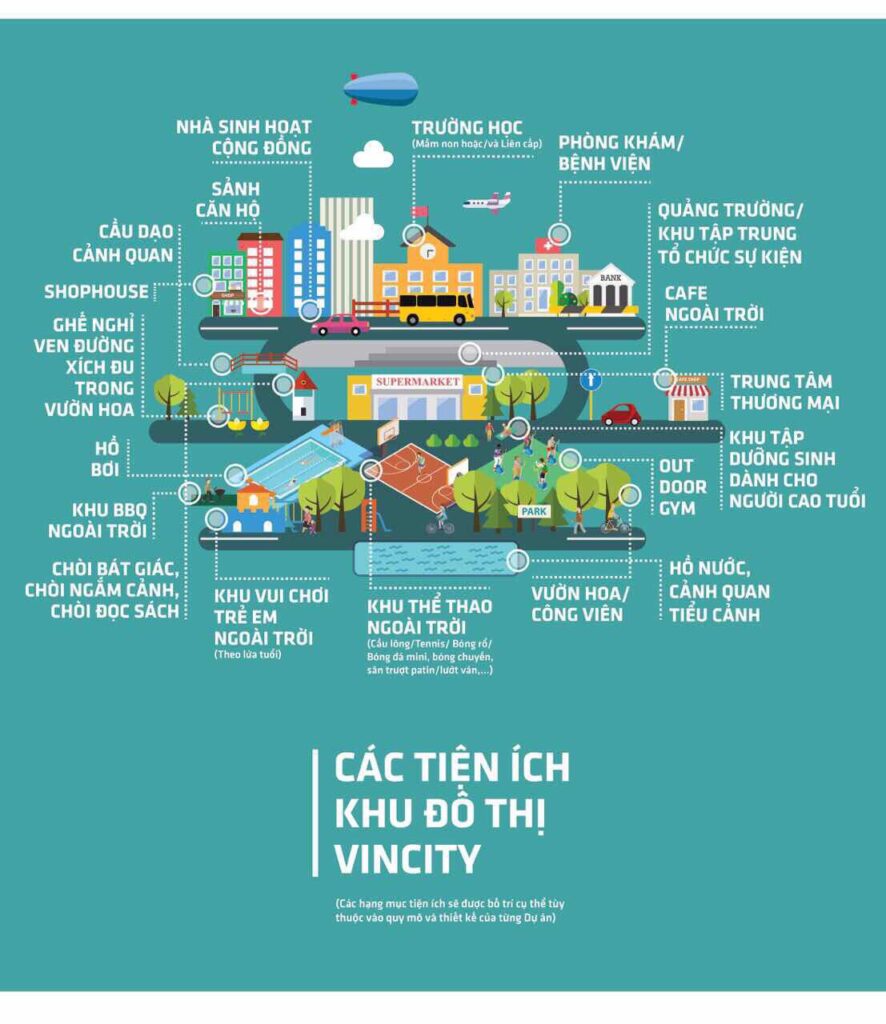 NHÀ SINH HOẠT
CỘNG ĐỒNG
TRƯỜNG HỌC
(Mầm non hoặc/và Liên cấp)
PHÒNG KHÁM/
BỆNH VIỆN
SẢNH
CĂN HỘ
QUẢNG TRƯỜNG/
KHU TẬP TRUNG
TỔ CHỨC SỰ KIỆN
CẦU DẠO
CẢNH QUAN
SHOPHOUSE
SHOP
BANK
CAFE
NGOÀI TRỜI
GHẾ NGHỈ
VEN ĐƯỜNG
XÍCH ĐU
TRONG
VƯỜN HOA
SUPERMARKET
CAFE SHOP
TRUNG TÂM
THƯƠNG MẠI
HỒ
BƠI
KHU TẬP
DƯỠNG SINH
DÀNH CHO
NGƯỜI CAO TUỔI
OUT
DOOR
GYM
KHU BBQ
NGOÀI TRỜI
PARK
CHÒI BÁT GIÁC,
CHÒI NGẮM CẢNH,
CHÒI ĐỌC SÁCH
KHU VUI CHƠI
TRẺ EM
NGOÀI TRỜI
(Theo lứa tuổi)
KHU THỂ THAO
NGOÀI TRỜI
(Cầu lông/Tennis/ Bóng rổ/
Bóng đá mini, bóng chuyền,
sân trượt patin/lướt ván,...)
VƯỜN HOA/
CÔNG VIÊN
HỒ NƯỚC,
CẢNH QUAN
TIỂU CẢNH
CÁC TIỆN ÍCH
KHU ĐÔ THỊ
VINCITY
(Các hạng mục tiện ích sẽ được bố trí cụ thể tùy
thuộc vào quy mô và thiết kế của từng Dự án)